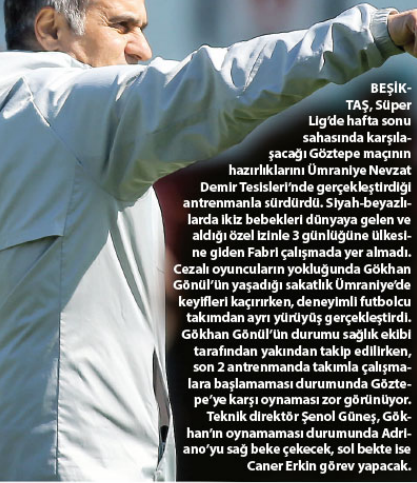 BEŞİK-
TAŞ, Süper
Lig’de hafta sonu
sahasında karşıla-
şacağı Göztepe maçının
hazırlıklarını Ümraniye Nevzat
Demir Tesisleri’nde gerçekleştirdiği
antrenmanla sürdürdü. Siyah-beyazlı-
larda ikiz bebekleri dünyaya gelen ve
aldığı özel izinle 3 günlüğüne ülkesi-
ne giden Fabri çalışmada yer almadı.
Cezalı oyuncuların yokluğunda Gökhan
Gönül’ün yaşadığı sakatlık Ümraniye’de
keyifleri kaçırırken, deneyimli futbolcu
takımdan ayrı yürüyüş gerçekleştirdi.
Gökhan Gönül’ün durumu sağlık ekibi
tarafından yakından takip edilirken,
son 2 antrenmanda takımla çalışma-
lara başlamaması durumunda Gözte-
pe’ye karşı oynaması zor görünüyor.
Teknik direktör Şenol Güneş, Gök-
han’ın oynamaması durumunda Adri-
ano’yu sağ beke çekecek, sol bekte ise
Caner Erkin görev yapacak.